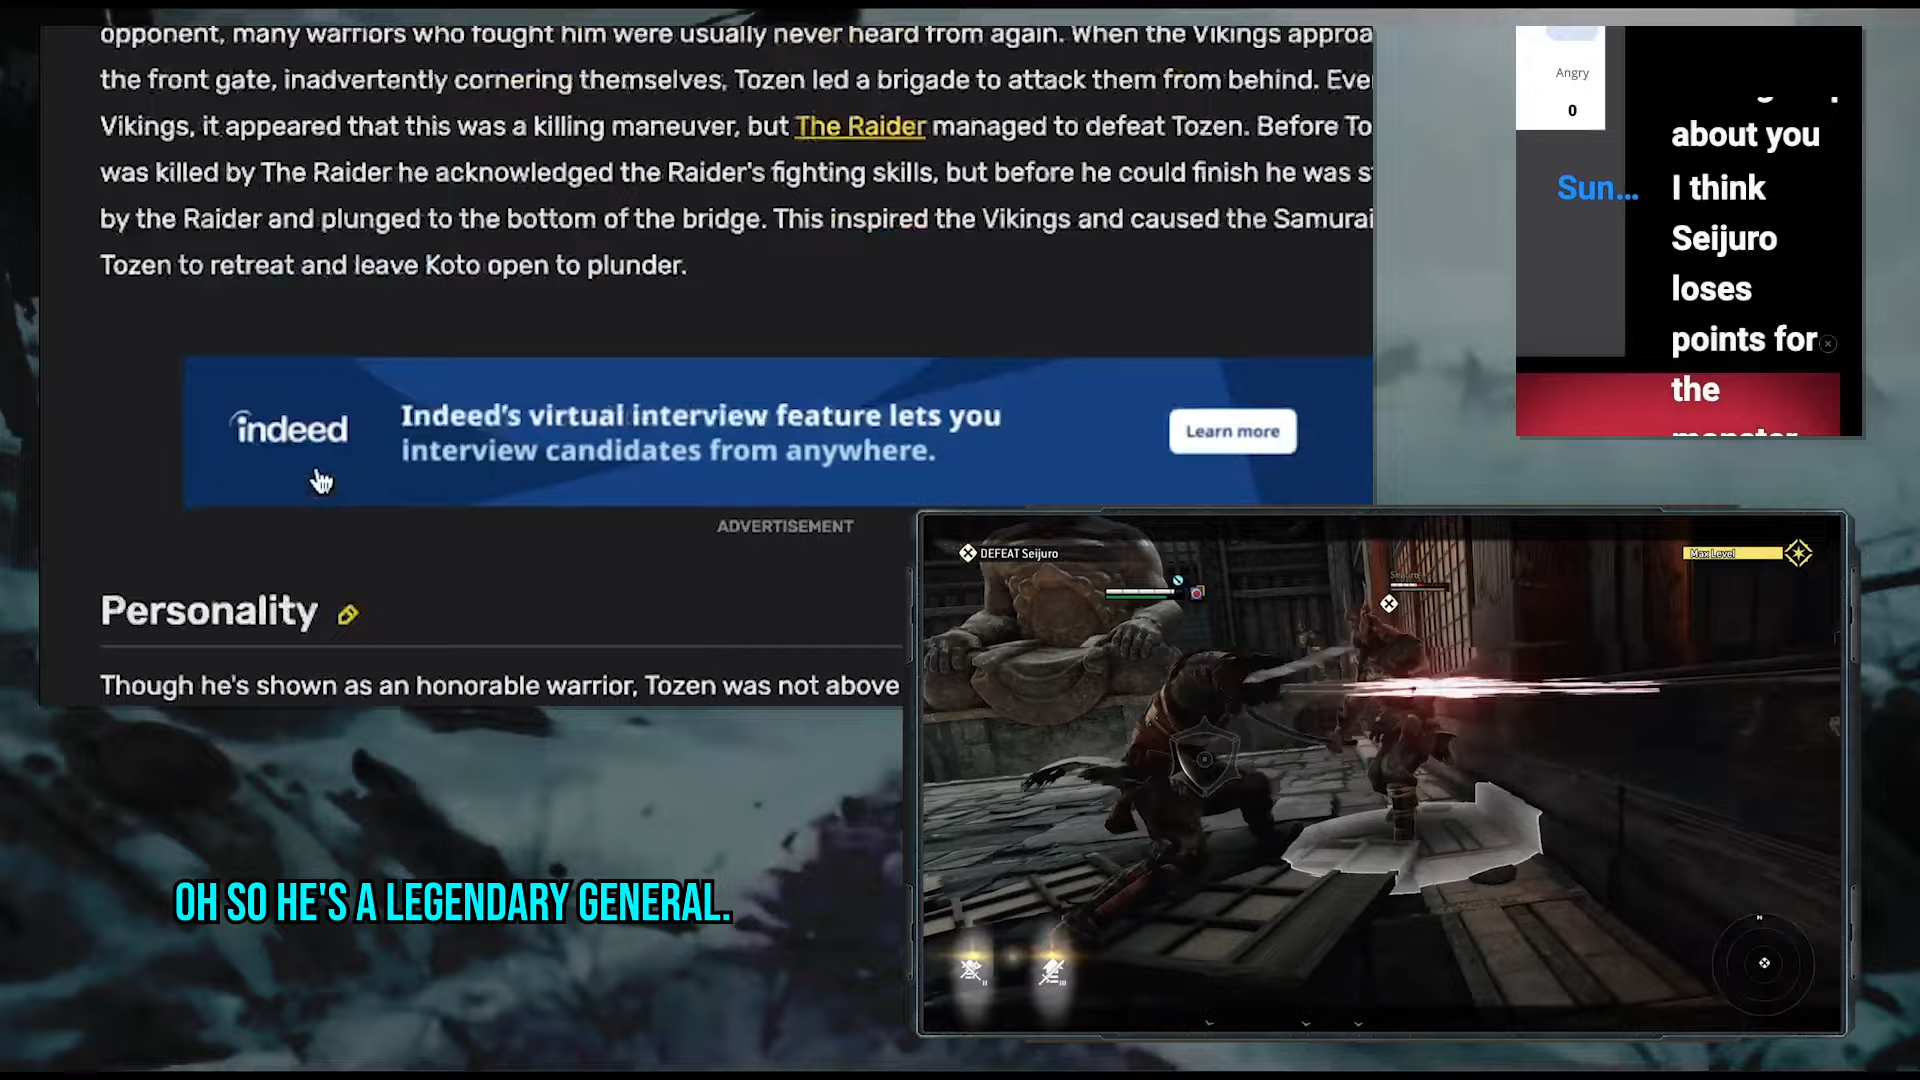 opponent, many warriors who fought him were usually never heard from again. When the Vikings approa
the front gate, inadvertently cornering themselves, Tozen led a brigade to attack them from behind. Eve
Vikings, it appeared that this was a killing maneuver, but The Raider managed to defeat Tozen. Before To
was killed by The Raider he acknowledged the Raider's fighting skills, but before he could finish he was s
by the Raider and plunged to the bottom of the bridge. This inspired the Vikings and caused the Samurai
Tozen to retreat and leave Koto open to plunder.
indeed
Indeed's virtual interview feature lets you
interview candidates from anywhere.
Learn more
ADVERTISEMENT
Personality
Though he's shown as an honorable warrior, Tozen was not above
Angry
0
Sun...
about you
I think
Seijuro
loses
points for
the
monster
DEFEAT Seijuro
Max Level
Seijuro
N
II
III
OH SO HE'S A LEGENDARY GENERAL.